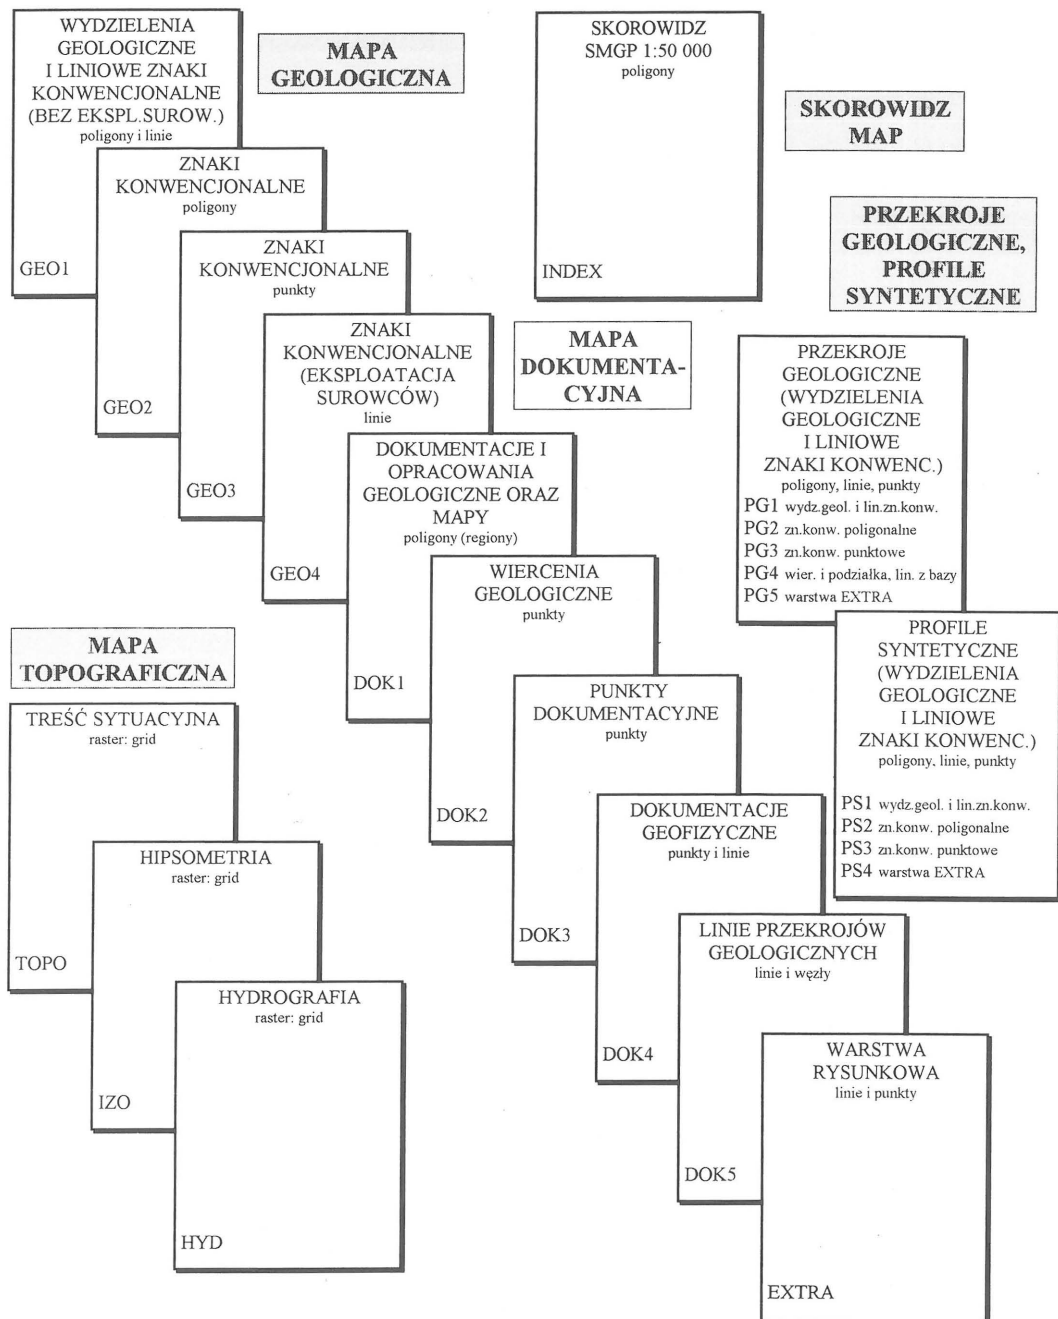 WYDZIELENIA
GEOLOGICZNE
I LINIOWE ZNAKI
KONWENCJONALNE
(BEZ EKSPL.SUROW.)
poligony i linie
GEO1
MAPA
GEOLOGICZNA
ZNAKI
KONWENCJONALNE
poligony
GEO2
ZNAKI
KONWENCJONALNE
punkty
GEO3
ZNAKI
KONWENCJONALNE
(EKSPLOATACJA
SUROWCÓW)
linie
GEO4
SKOROWIDZ
SMGP 1:50 000
poligony
INDEX
SKOROWIDZ
MAP
PRZEKROJE
GEOLOGICZNE,
PROFILE
SYNTETYCZNE
MAPA
DOKUMENTA-
CYJNA
DOKUMENTACJE I
OPRACOWANIA
GEOLOGICZNE ORAZ
MAPY
poligony (regiony)
DOK1
WIERCENIA
GEOLOGICZNE
punkty
DOK2
PUNKTY
DOKUMENTACYJNE
punkty
DOK3
DOKUMENTACJE
GEOFIZYCZNE
punkty i linie
DOK4
LINIE PRZEKROJÓW
GEOLOGICZNYCH
linie i węzły
DOK5
WARSTWA
RYSUNKOWA
linie i punkty
EXTRA
PRZEKROJE
GEOLOGICZNE
(WYDZIELENIA
GEOLOGICZNE
I LINIOWE
ZNAKI KONWENC.)
poligony, linie, punkty
PG1 wydz.geol. i lin.zn.konw.
PG2 zn.konw. poligonalne
PG3 zn.konw. punktowe
PG4 wier. i podziałka, lin. z bazy
PG5 warstwa EXTRA
PROFILE
SYNTETYCZNE
(WYDZIELENIA
GEOLOGICZNE
I LINIOWE
ZNAKI KONWENC.)
poligony, linie, punkty
PS1 wydz.geol. i lin.zn.konw.
PS2 zn.konw. poligonalne
PS3 zn.konw. punktowe
PS4 warstwa EXTRA
MAPA
TOPOGRAFICZNA
TREŚĆ SYTUACYJNA
raster: grid
TOPO
HIPSOMETRIA
raster: grid
IZO
HYDROGRAFIA
raster: grid
HYD